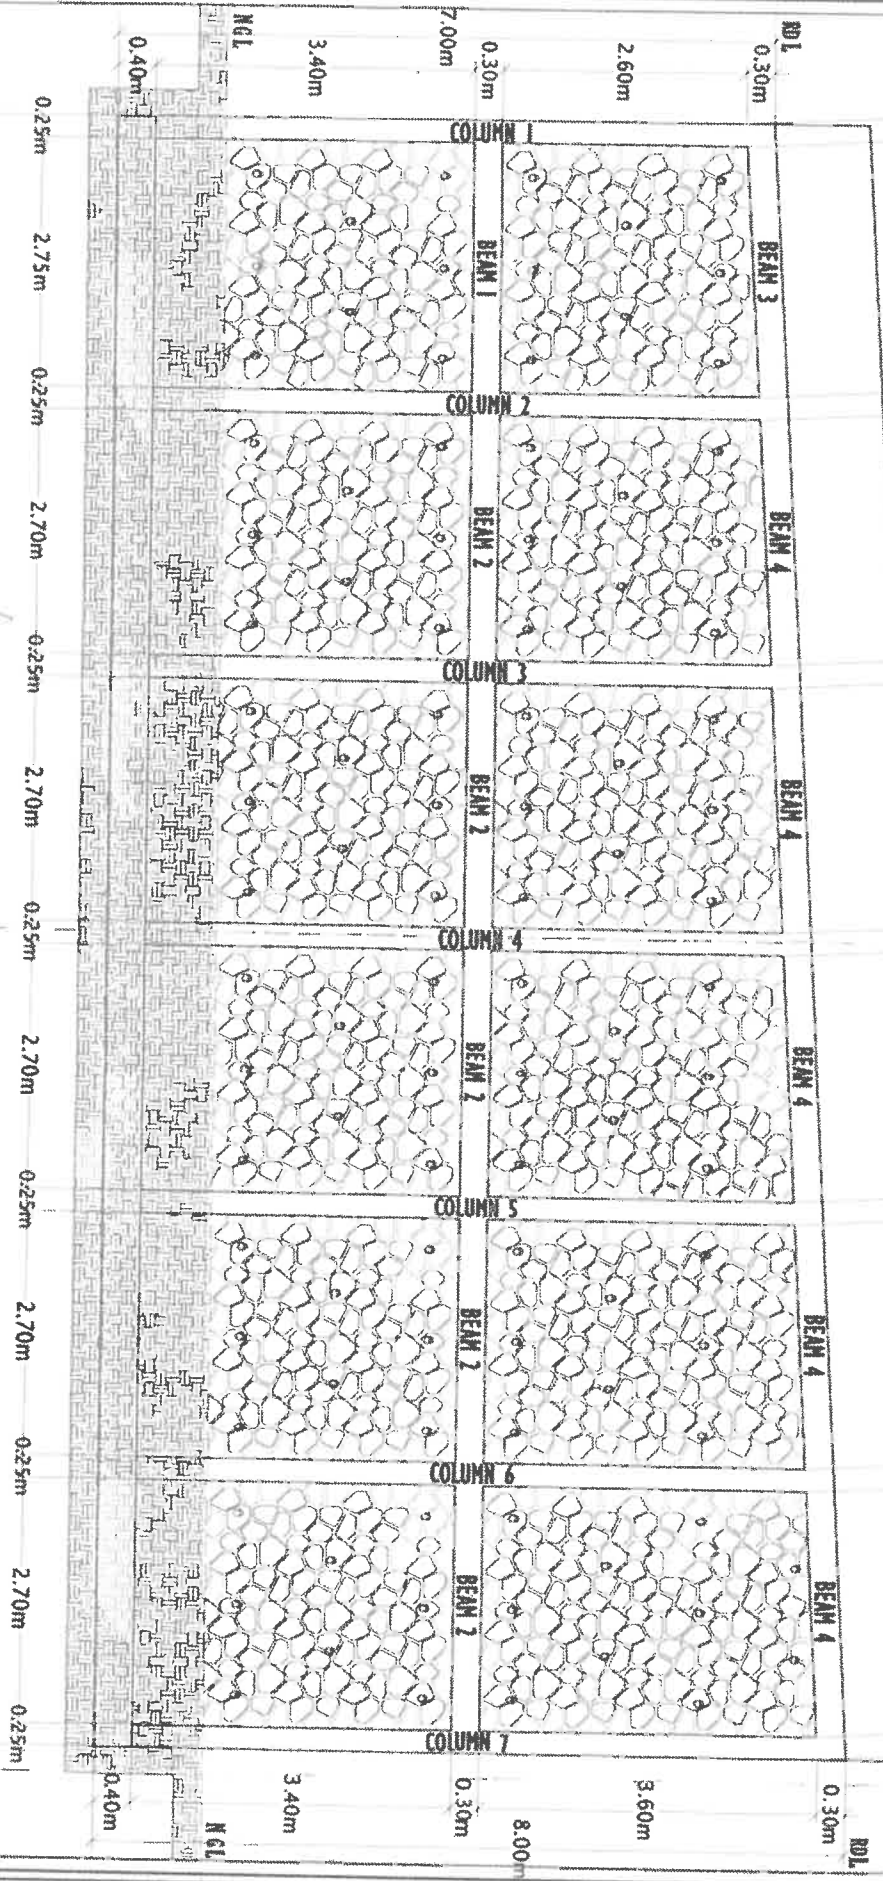 RDL
0.30m
2.60m
0.30m
7.00m
3.40m
NGL
0.40m
BEAM 3
BEAM 4
BEAM 4
BEAM 4
BEAM 4
BEAM 4
COLUMN 1
BEAM 1
COLUMN 2
BEAM 2
COLUMN 3
BEAM 2
COLUMN 4
BEAM 2
COLUMN 5
BEAM 2
COLUMN 6
BEAM 2
COLUMN 7
RDL
0.30m
3.60m
8.00m
0.30m
3.40m
NGL
0.40m
0.25m
2.75m
0.25m
2.70m
0.25m
2.70m
0.25m
2.70m
0.25m
2.70m
0.25m
2.70m
0.25m